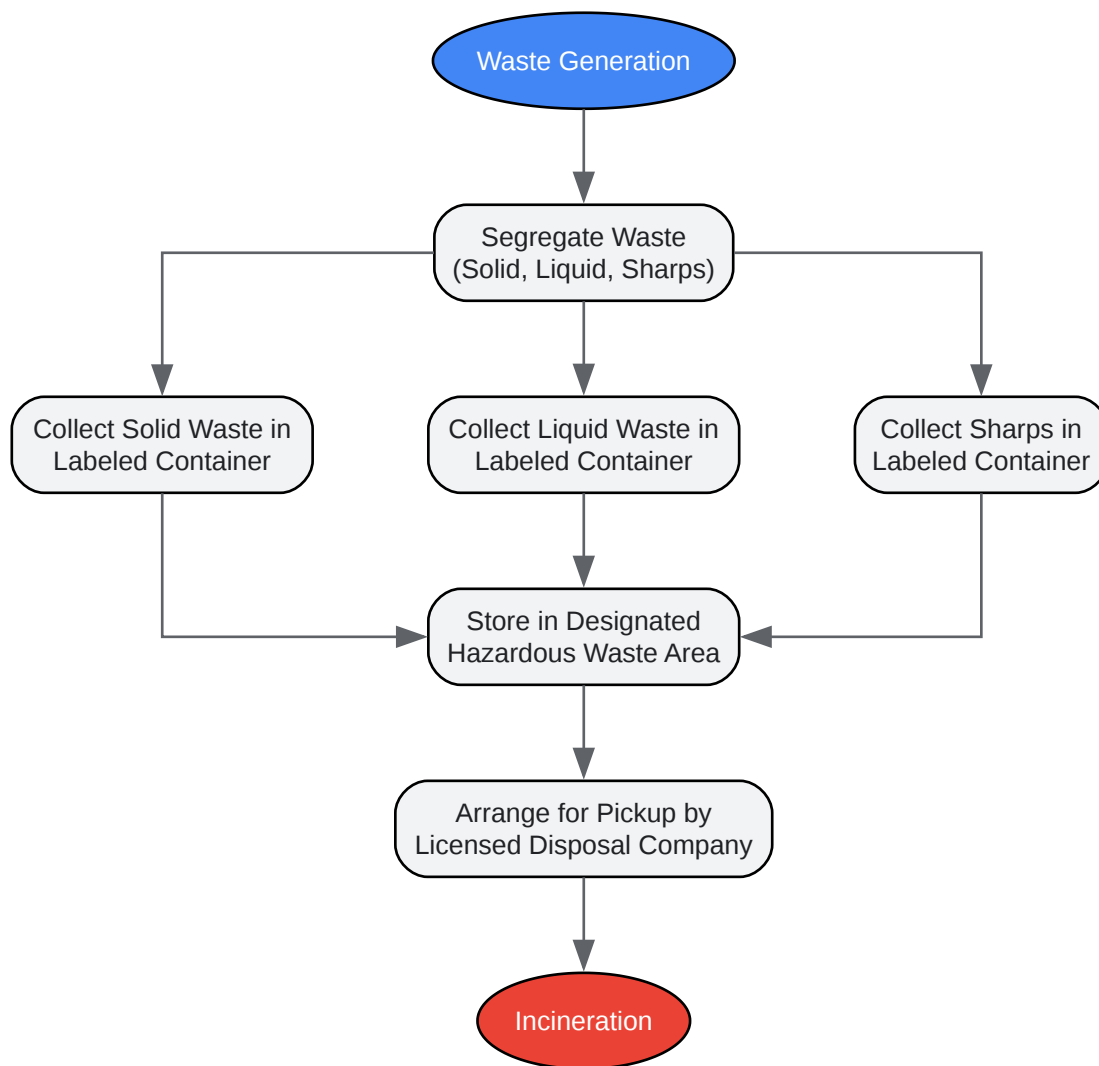 Waste Generation
Segregate Waste
(Solid, Liquid, Sharps)
Collect Solid Waste in
Labeled Container
Collect Liquid Waste in
Labeled Container
Collect Sharps in
Labeled Container
Store in Designated
Hazardous Waste Area
Arrange for Pickup by
Licensed Disposal Company
Incineration